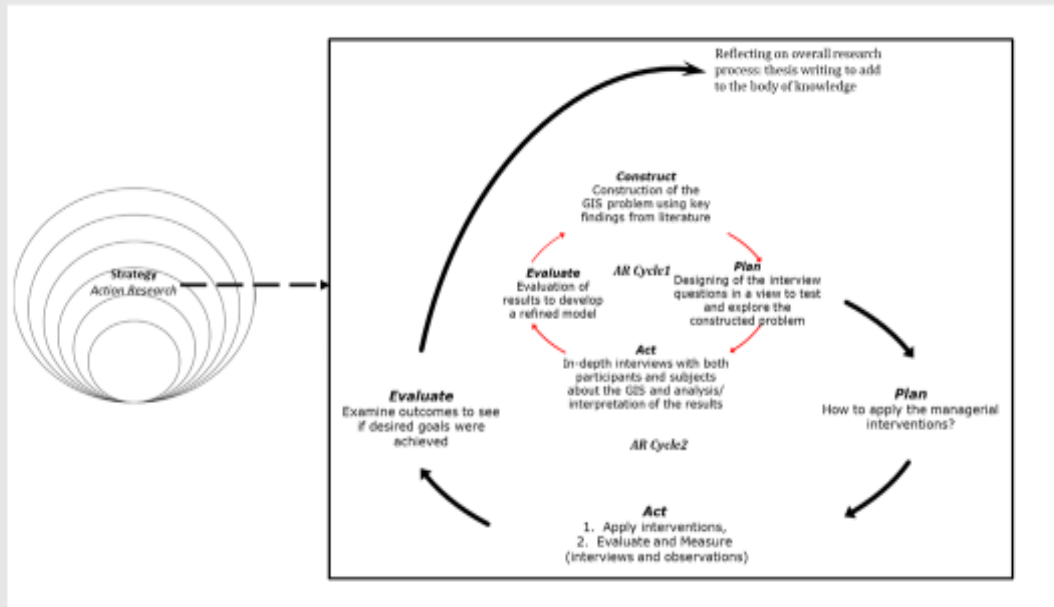 Reflecting on overall research
process: thesis writing to add
to the body of knowledge
Construct
Construction of the
GIS problem using key
findings from literature
Strategy
Action Research
AR Cycle1
Evaluate
Evaluation of
results to develop
a refined model
Plan
Designing of the interview
questions in a view to test
and explore the
constructed problem
Act
In-depth interviews with both
participants and subjects
about the GIS and analysis/
interpretation of the results
Plan
How to apply the managerial
interventions?
Evaluate
Examine outcomes to see
if desired goals were
achieved
AR Cycle2
Act
1. Apply interventions,
2. Evaluate and Measure
(interviews and observations)